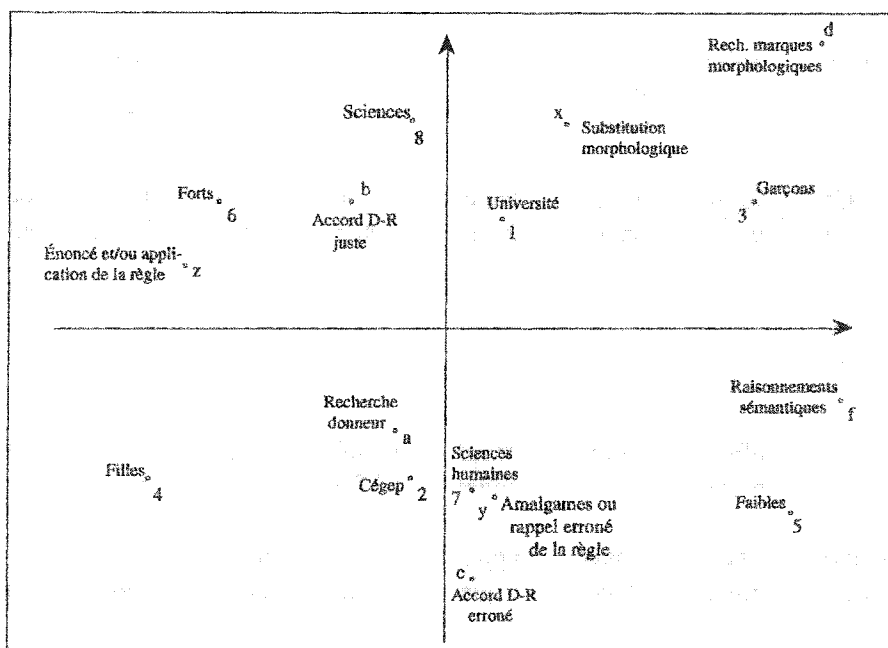 d
Rech. marques
morphologiques
Sciences
8
x
Substitution
morphologique
Forts
6
b
Accord D-R
juste
Université
1
Garçons
3
Énoncé et/ou appli-
cation de la règle
z
Raisonnements
sémantiques
f
Recherche
donneur
a
Filles
4
Cégep
2
Sciences
humaines
7
y
Amalgames ou
rappel erroné
de la règle
Faibles
5
c
Accord D-R
erroné